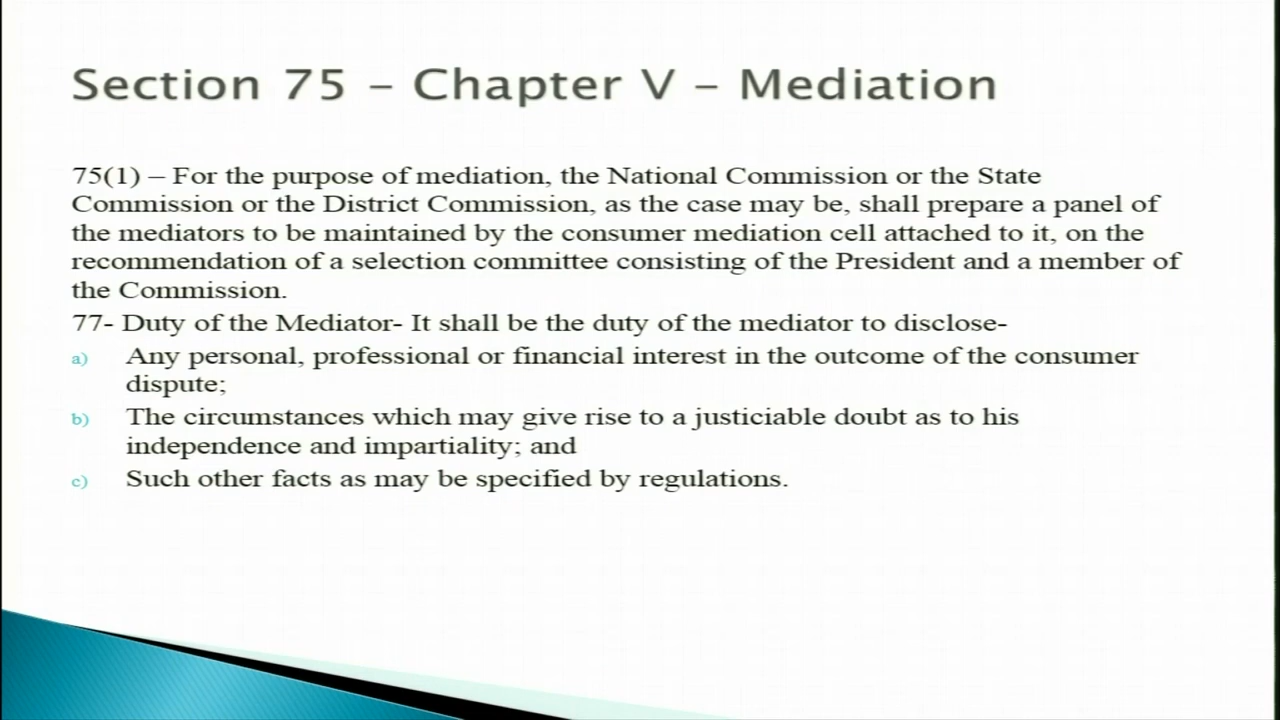 Section 75 – Chapter V – Mediation
75(1) – For the purpose of mediation, the National Commission or the State
Commission or the District Commission, as the case may be, shall prepare a panel of
the mediators to be maintained by the consumer mediation cell attached to it, on the
recommendation of a selection committee consisting of the President and a member of
the Commission.
77- Duty of the Mediator- It shall be the duty of the mediator to disclose-
a) Any personal, professional or financial interest in the outcome of the consumer
dispute;
b) The circumstances which may give rise to a justiciable doubt as to his
independence and impartiality; and
c) Such other facts as may be specified by regulations.